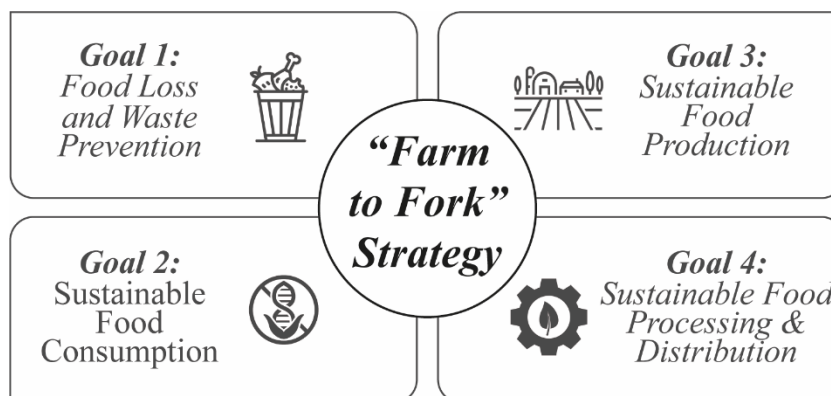 Goal 1:
Food Loss
and Waste
Prevention
Goal 2:
Sustainable
Food
Consumption
“Farm
to Fork”
Strategy
Goal 3:
Sustainable
Food
Production
Goal 4:
Sustainable Food
Processing &
Distribution